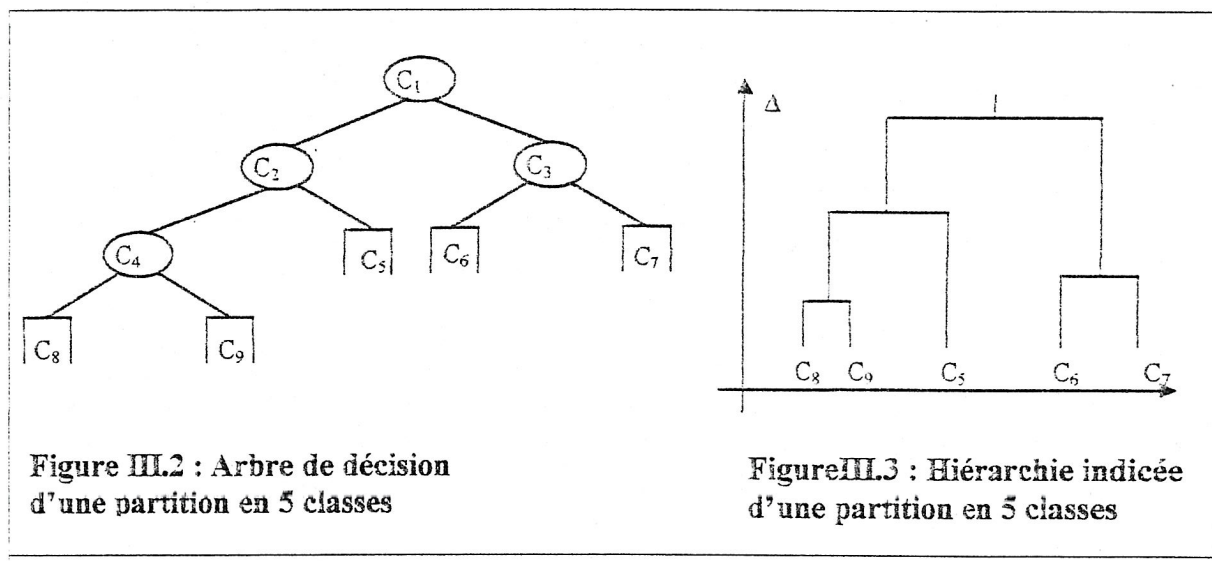 C₁
C₂
C₃
C₄
C₅
C₆
C₇
C₈
C₉
Figure III.2 : Arbre de décision
d'une partition en 5 classes
Δ
C₈ C₉ C₅ C₆ C₇
FigureIII.3 : Hiérarchie indicée
d'une partition en 5 classes